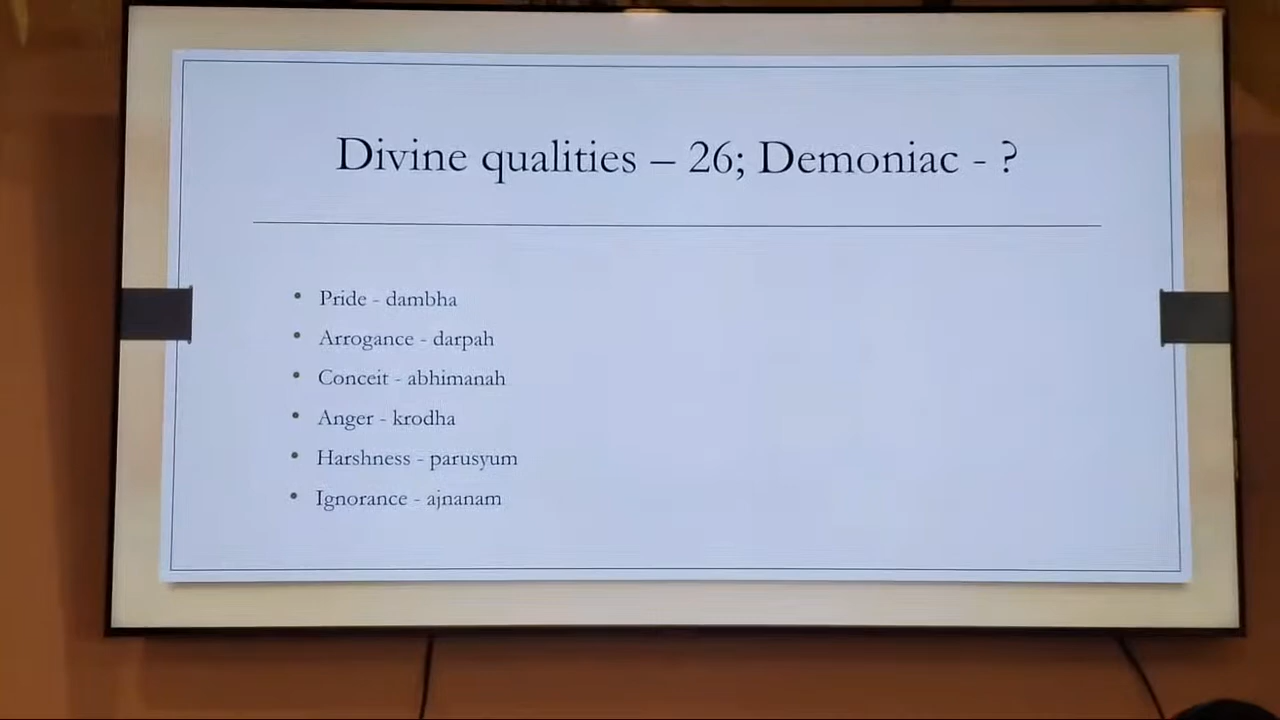 Divine qualities – 26; Demoniac - ?
• Pride - dambha
• Arrogance - darpah
• Conceit - abhimanah
• Anger - krodha
• Harshness - parusyum
• Ignorance - ajnanam